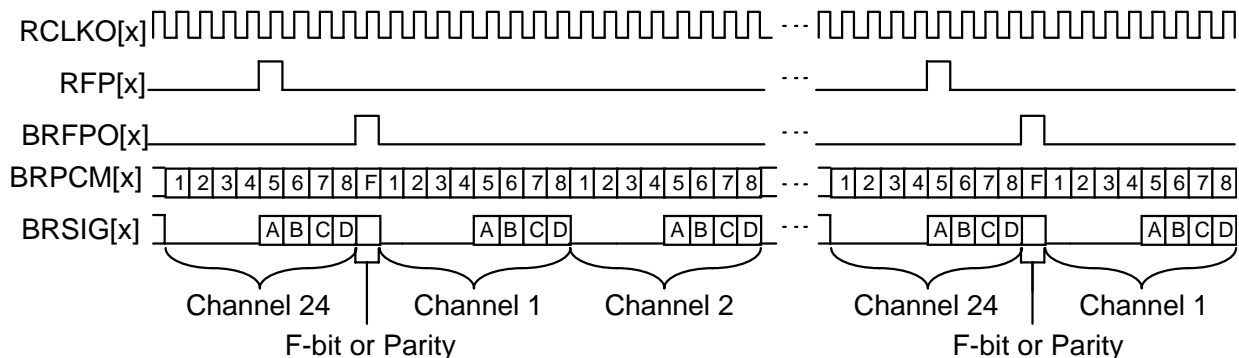 RCLKO[x] ...
RFP[x] ...
BRFPO[x] ...
BRPCM[x] 1 2 3 4 5 6 7 8 F 1 2 3 4 5 6 7 8 1 2 3 4 5 6 7 8 ... 1 2 3 4 5 6 7 8 F 1 2 3 4 5 6 7 8
BRSIG[x] A B C D A B C D A B C D ... A B C D A B C D
Channel 24 Channel 1 Channel 2 Channel 24 Channel 1
F-bit or Parity F-bit or Parity